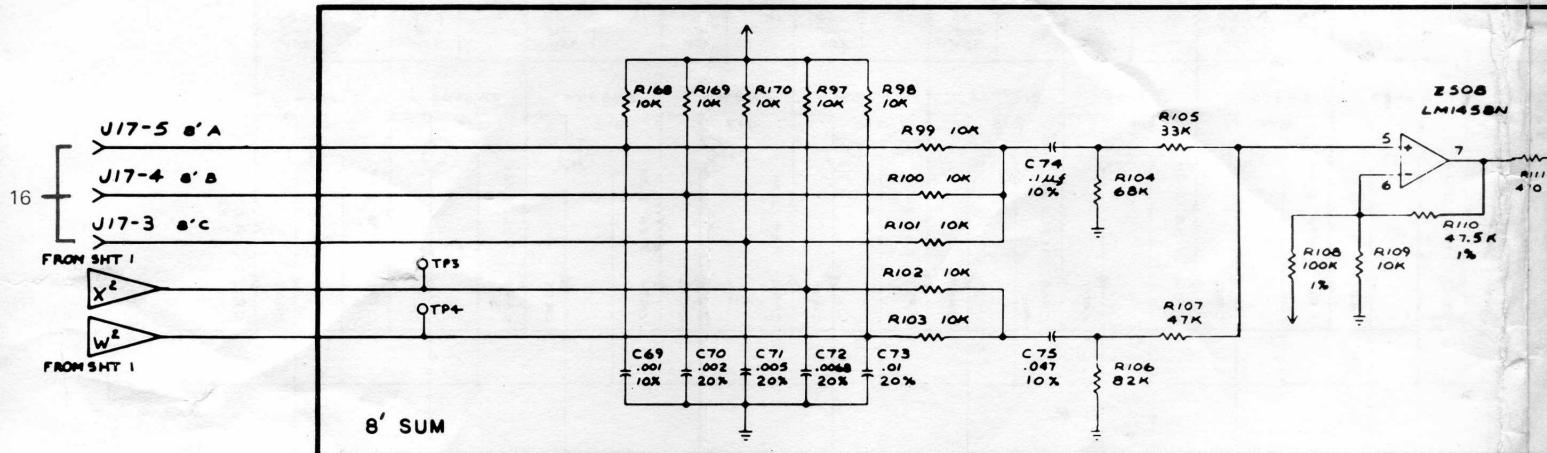 R168
10K
R169
10K
R170
10K
R97
10K
R98
10K
Z508
LM1458N
J17-5 8'A
R99 10K
R105
33K
5
+
7
R111
470
16
J17-4 8'B
R100 10K
C74
.1µf
10%
R104
68K
6
-
J17-3 8'C
R101 10K
R110
47.5K
1%
FROM SHT 1
TP3
R102 10K
R108
100K
1%
R109
10K
X²
TP4
R103 10K
R107
47K
W²
FROM SHT 1
C69
.001
10%
C70
.002
20%
C71
.005
20%
C72
.0068
20%
C73
.01
20%
C75
.047
10%
R106
82K
8' SUM